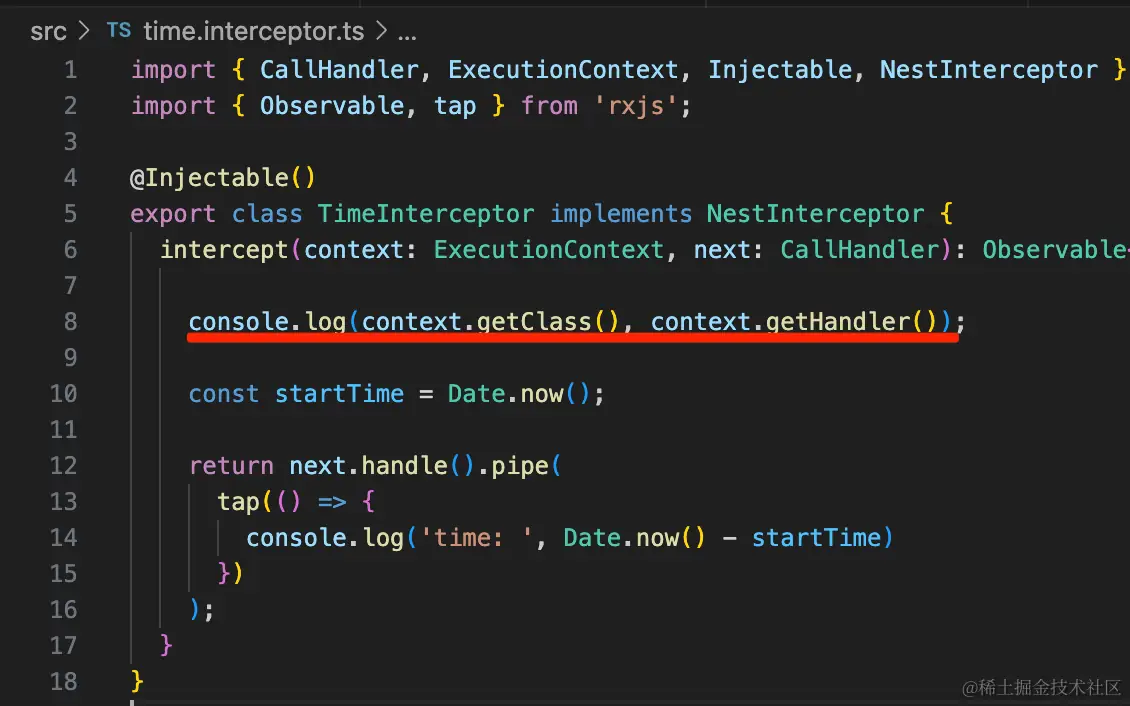 src > TS time.interceptor.ts > ...
1 import { CallHandler, ExecutionContext, Injectable, NestInterceptor }
2 import { Observable, tap } from 'rxjs';
3
4 @Injectable()
5 export class TimeInterceptor implements NestInterceptor {
6 intercept(context: ExecutionContext, next: CallHandler): Observable
7
8 console.log(context.getClass(), context.getHandler());
9
10 const startTime = Date.now();
11
12 return next.handle().pipe(
13 tap(() => {
14 console.log('time: ', Date.now() - startTime)
15 })
16 );
17 }
18 }
@稀土掘金技术社区